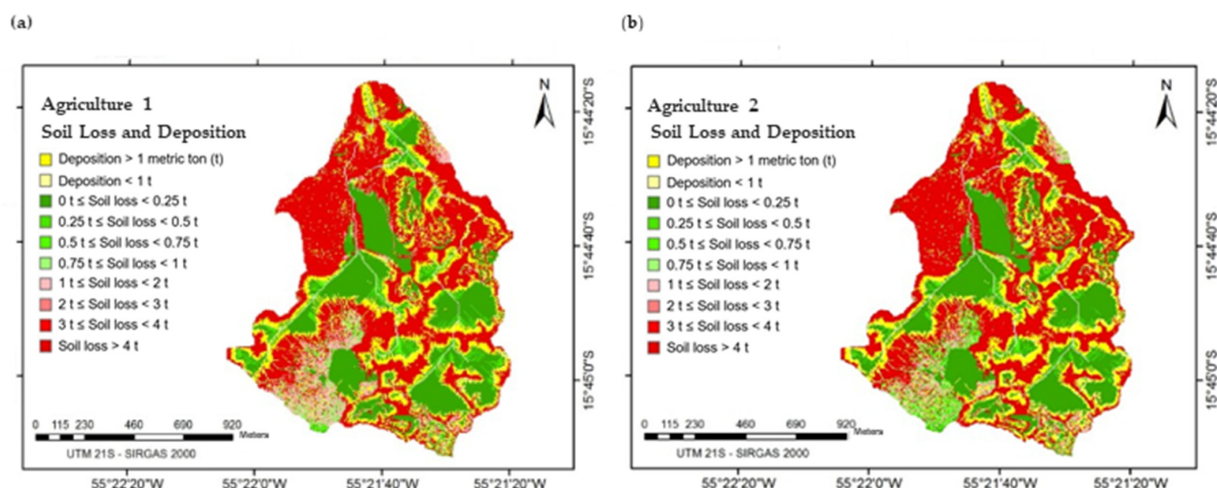 (a)
N
Agriculture 1
Soil Loss and Deposition
Deposition > 1 metric ton (t)
Deposition < 1 t
0 t ≤ Soil loss < 0.25 t
0.25 t ≤ Soil loss < 0.5 t
0.5 t ≤ Soil loss < 0.75 t
0.75 t ≤ Soil loss < 1 t
1 t ≤ Soil loss < 2 t
2 t ≤ Soil loss < 3 t
3 t ≤ Soil loss < 4 t
Soil loss > 4 t
0 115 230 460 690 920
Meters
UTM 21S - SIRGAS 2000
15°44'20"S
15°44'40"S
15°45'0"S
55°22'20"W 55°22'0"W 55°21'40"W 55°21'20"W
(b)
N
Agriculture 2
Soil Loss and Deposition
Deposition > 1 metric ton (t)
Deposition < 1 t
0 t ≤ Soil loss < 0.25 t
0.25 t ≤ Soil loss < 0.5 t
0.5 t ≤ Soil loss < 0.75 t
0.75 t ≤ Soil loss < 1 t
1 t ≤ Soil loss < 2 t
2 t ≤ Soil loss < 3 t
3 t ≤ Soil loss < 4 t
Soil loss > 4 t
0 115 230 460 690 920
Meters
UTM 21S - SIRGAS 2000
15°44'20"S
15°44'40"S
15°45'0"S
55°22'20"W 55°22'0"W 55°21'40"W 55°21'20"W